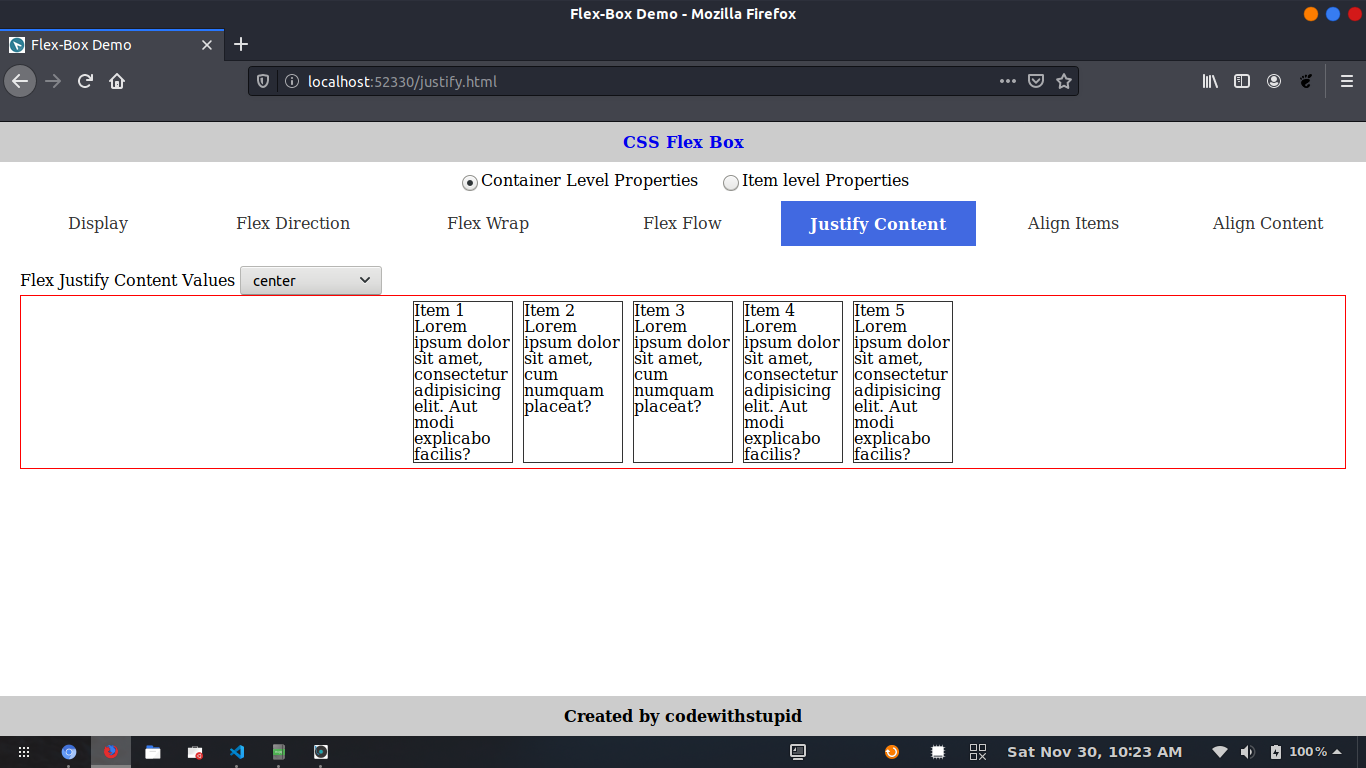 Flex-Box Demo - Mozilla Firefox
Flex-Box Demo
localhost:52330/justify.html
CSS Flex Box
Container Level Properties Item level Properties
Display Flex Direction Flex Wrap Flex Flow Justify Content Align Items Align Content
Flex Justify Content Values center
Item 1
Lorem
ipsum dolor
sit amet,
consectetur
adipisicing
elit. Aut
modi
explicabo
facilis?
Item 2
Lorem
ipsum dolor
sit amet,
cum
numquam
placeat?
Item 3
Lorem
ipsum dolor
sit amet,
cum
numquam
placeat?
Item 4
Lorem
ipsum dolor
sit amet,
consectetur
adipisicing
elit. Aut
modi
explicabo
facilis?
Item 5
Lorem
ipsum dolor
sit amet,
consectetur
adipisicing
elit. Aut
modi
explicabo
facilis?
Created by codewithstupid
Sat Nov 30, 10:23 AM 100 %